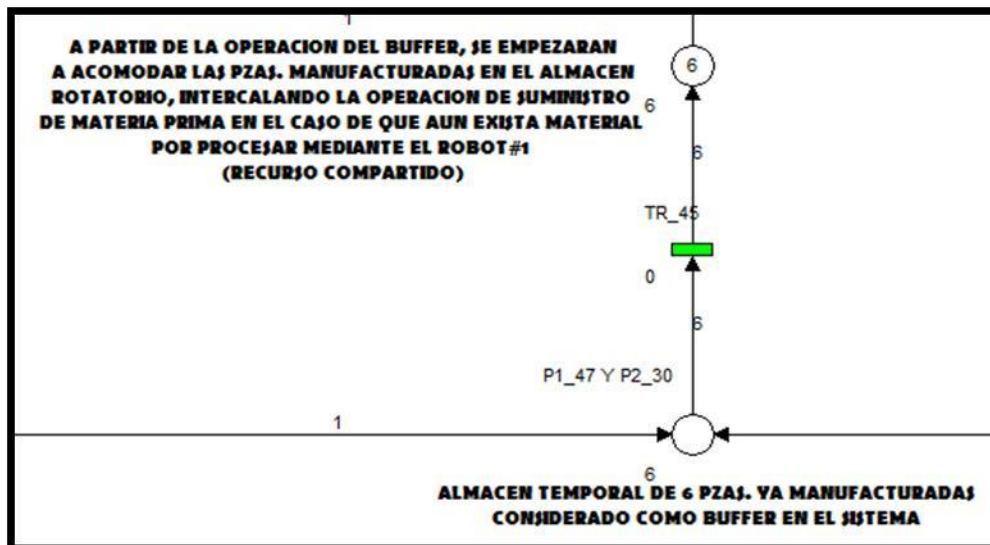 1
A PARTIR DE LA OPERACION DEL BUFFER, SE EMPEZARAN
A ACOMODAR LAS PZAS. MANUFACTURADAS EN EL ALMACEN
ROTATORIO, INTERCALANDO LA OPERACION DE SUMINISTRO
DE MATERIA PRIMA EN EL CASO DE QUE AUN EXISTA MATERIAL
POR PROCESAR MEDIANTE EL ROBOT#1
(RECURSO COMPARTIDO)
6
6
6
TR_45
0
6
P1_47 Y P2_30
1
6
ALMACEN TEMPORAL DE 6 PZAS. YA MANUFACTURADAS
CONSIDERADO COMO BUFFER EN EL SISTEMA